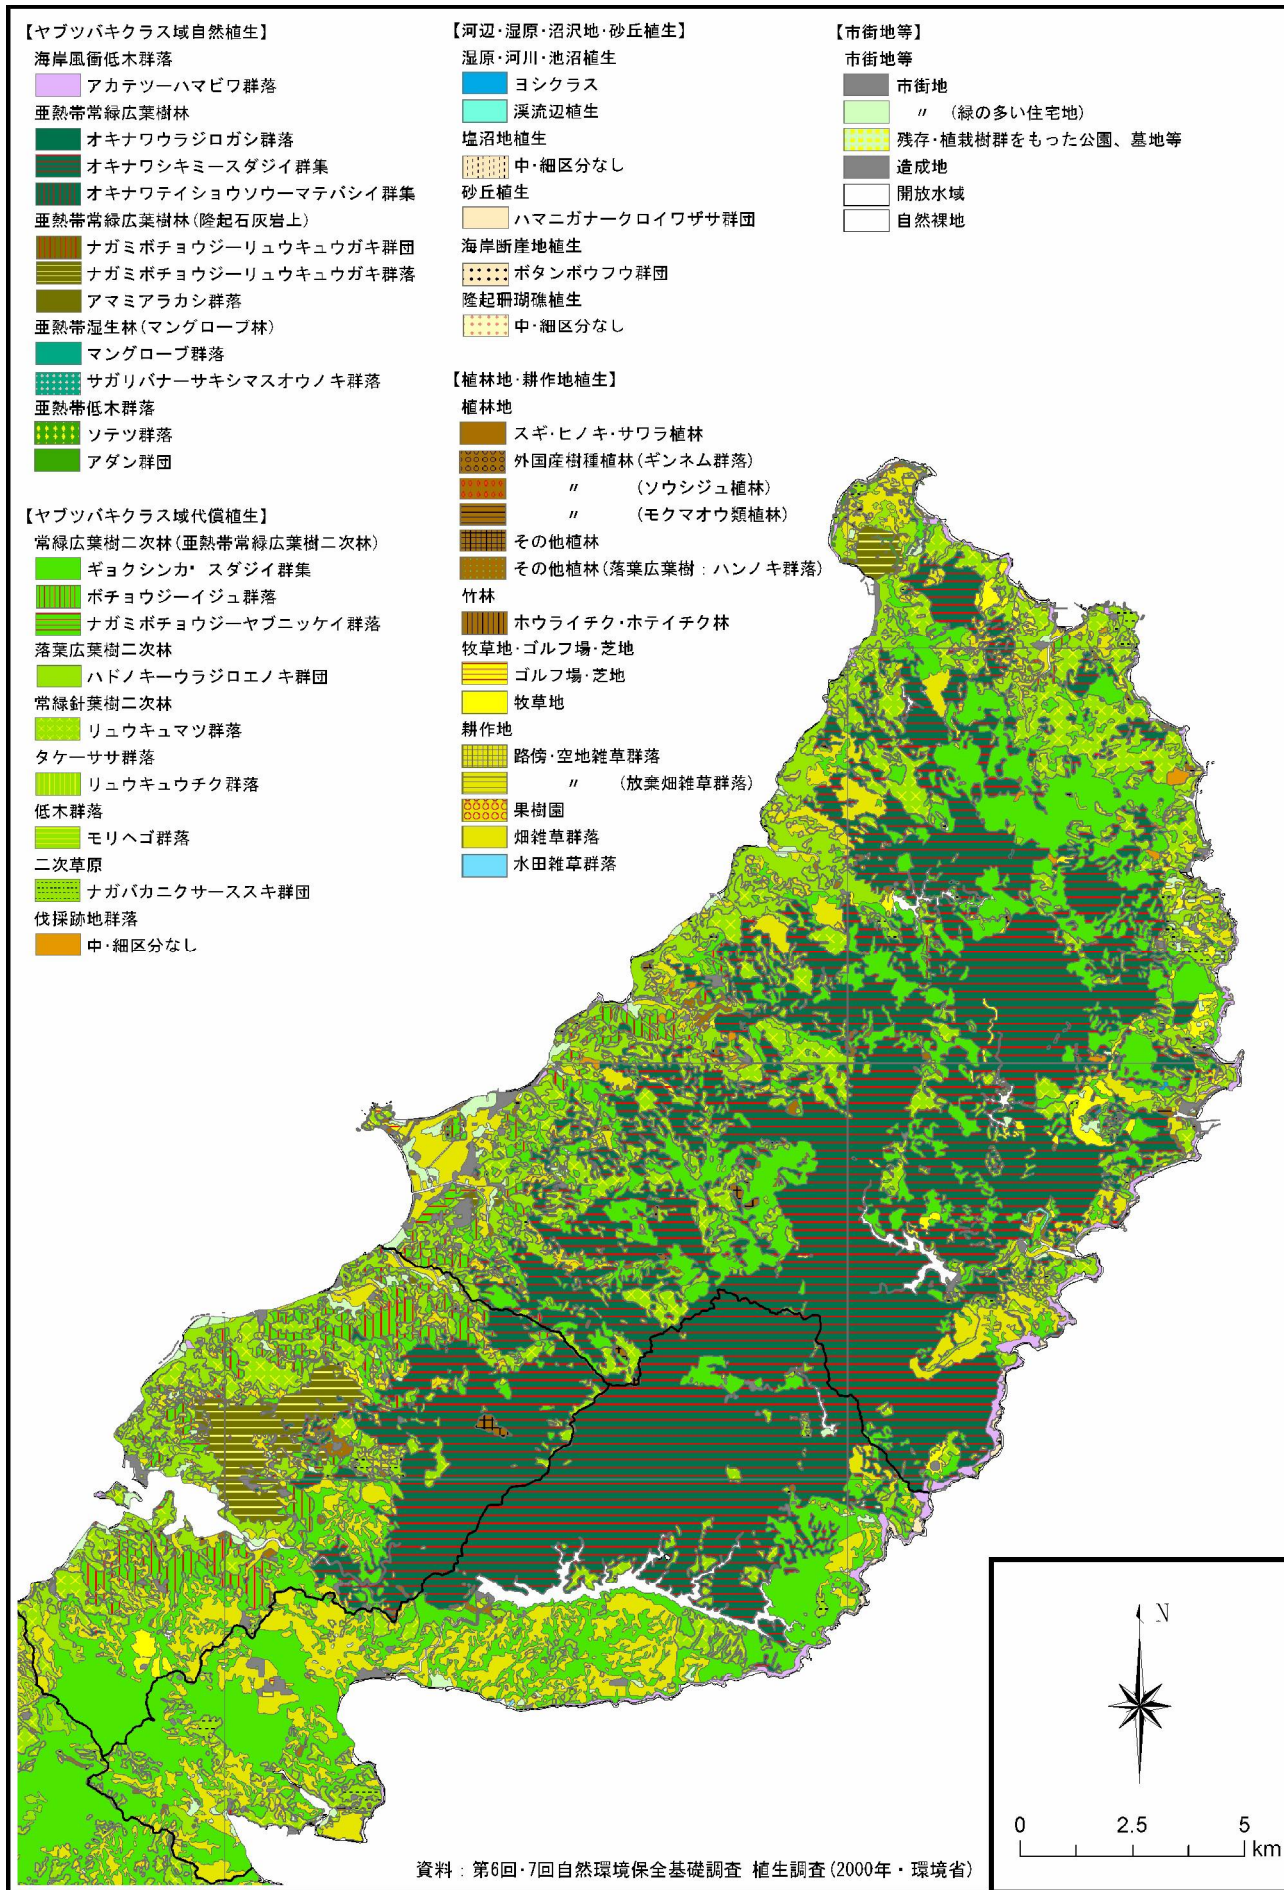 【ヤブツバキクラス域自然植生】
海岸風衝低木群落
アカテツーハマビワ群落
亜熱帯常緑広葉樹林
オキナワウラジロガシ群落
オキナワシキミースダジイ群集
オキナワテイショウソウーマテバシイ群集
亜熱帯常緑広葉樹林(隆起石灰岩上)
ナガミボチョウジーリュウキュウガキ群団
ナガミボチョウジーリュウキュウガキ群落
アマミアラカシ群落
亜熱帯湿生林(マングローブ林)
マングローブ群落
サガリバナーサキシマスオウノキ群落
亜熱帯低木群落
ソテツ群落
アダン群団
【ヤブツバキクラス域代償植生】
常緑広葉樹二次林(亜熱帯常緑広葉樹二次林)
ギョクシンカ・スダジイ群集
ボチョウジーイジュ群落
ナガミボチョウジーヤブニッケイ群落
落葉広葉樹二次林
ハドノキーウラジロエノキ群団
常緑針葉樹二次林
リュウキュマツ群落
タケーササ群落
リュウキュウチク群落
低木群落
モリヘゴ群落
二次草原
ナガバカニクサーススキ群団
伐採跡地群落
中・細区分なし
【河辺・湿原・沼沢地・砂丘植生】
湿原・河川・池沼植生
ヨシクラス
渓流辺植生
塩沼地植生
中・細区分なし
砂丘植生
ハマニガナークロイワザサ群団
海岸断崖地植生
ボタンボウフウ群団
隆起珊瑚礁植生
中・細区分なし
【植林地・耕作地植生】
植林地
スギ・ヒノキ・サワラ植林
外国産樹種植林(ギンネム群落)
〃 (ソウシジュ植林)
〃 (モクマオウ類植林)
その他植林
その他植林(落葉広葉樹：ハンノキ群落)
竹林
ホウライチク・ホテイチク林
牧草地・ゴルフ場・芝地
ゴルフ場・芝地
牧草地
耕作地
路傍・空地雑草群落
〃 (放棄畑雑草群落)
果樹園
畑雑草群落
水田雑草群落
【市街地等】
市街地等
市街地
〃 (緑の多い住宅地)
残存・植栽樹群をもった公園、墓地等
造成地
開放水域
自然裸地
N
0 2.5 5
km
資料：第6回・7回自然環境保全基礎調査 植生調査(2000年・環境省)